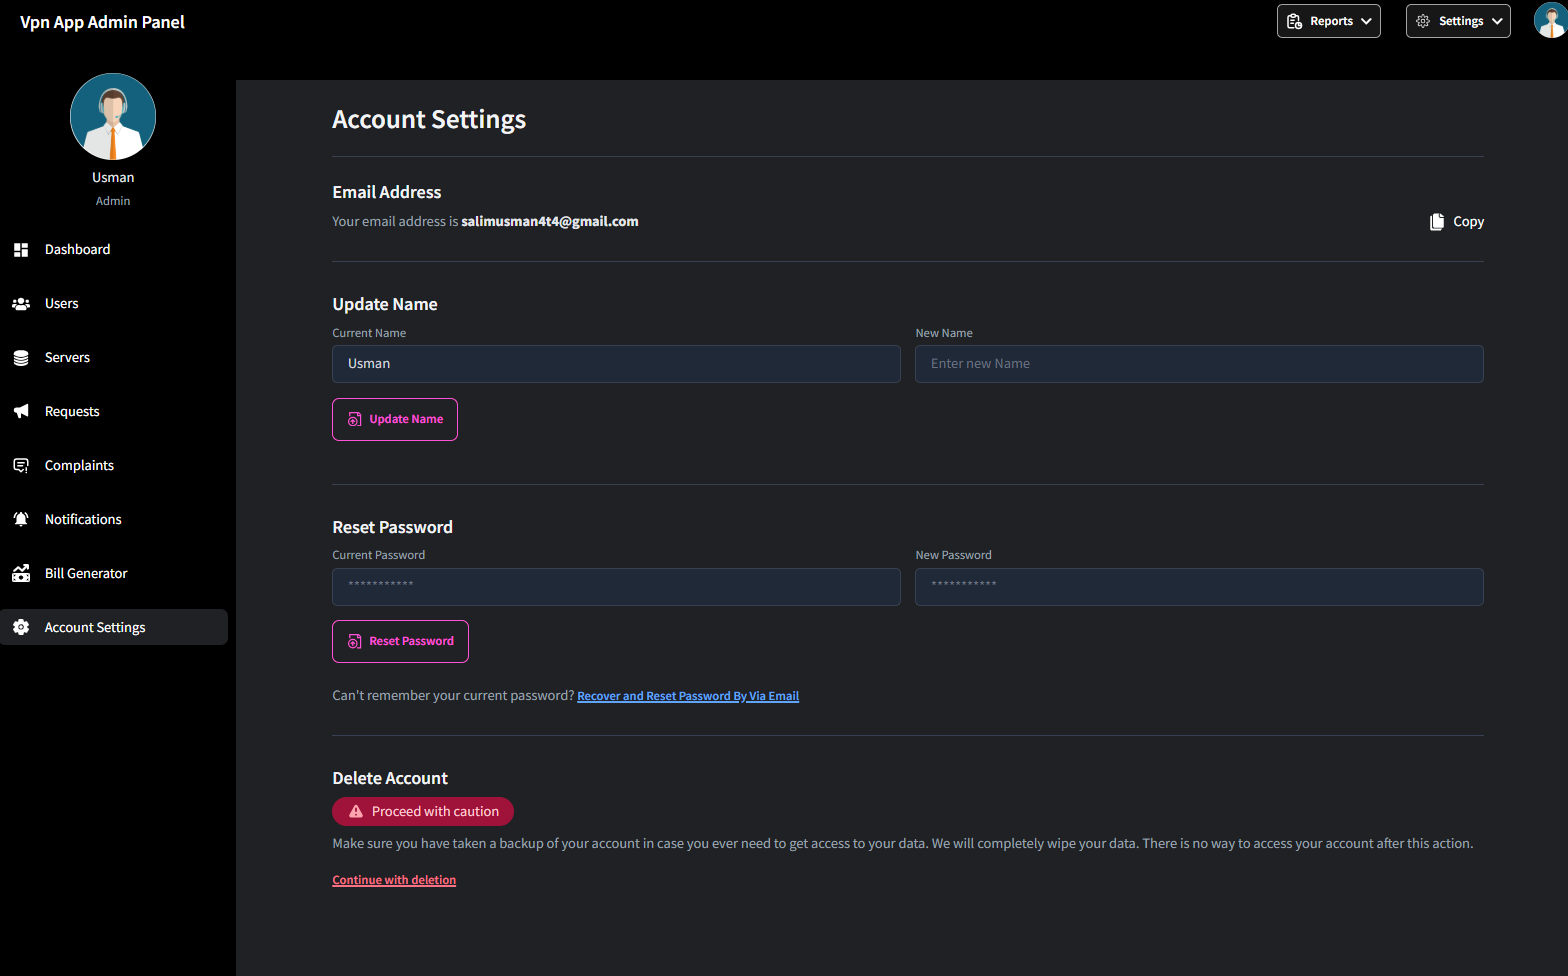 Vpn App Admin Panel
Reports
Settings
Usman
Admin
Dashboard
Users
Servers
Requests
Complaints
Notifications
Bill Generator
Account Settings
Account Settings
Email Address
Your email address is salimusman4t4@gmail.com
Copy
Update Name
Current Name
New Name
Usman
Enter new Name
Update Name
Reset Password
Current Password
New Password
***********
***********
Reset Password
Can't remember your current password? Recover and Reset Password By Via Email
Delete Account
Proceed with caution
Make sure you have taken a backup of your account in case you ever need to get access to your data. We will completely wipe your data. There is no way to access your account after this action.
Continue with deletion